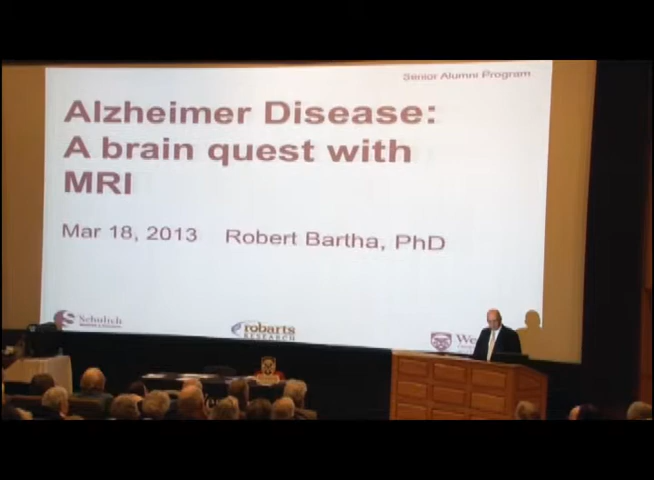 Senior Alumni Program
Alzheimer Disease:
A brain quest with
MRI
Mar 18, 2013 Robert Bartha, PhD
Schulich
robarts
RESEARCH